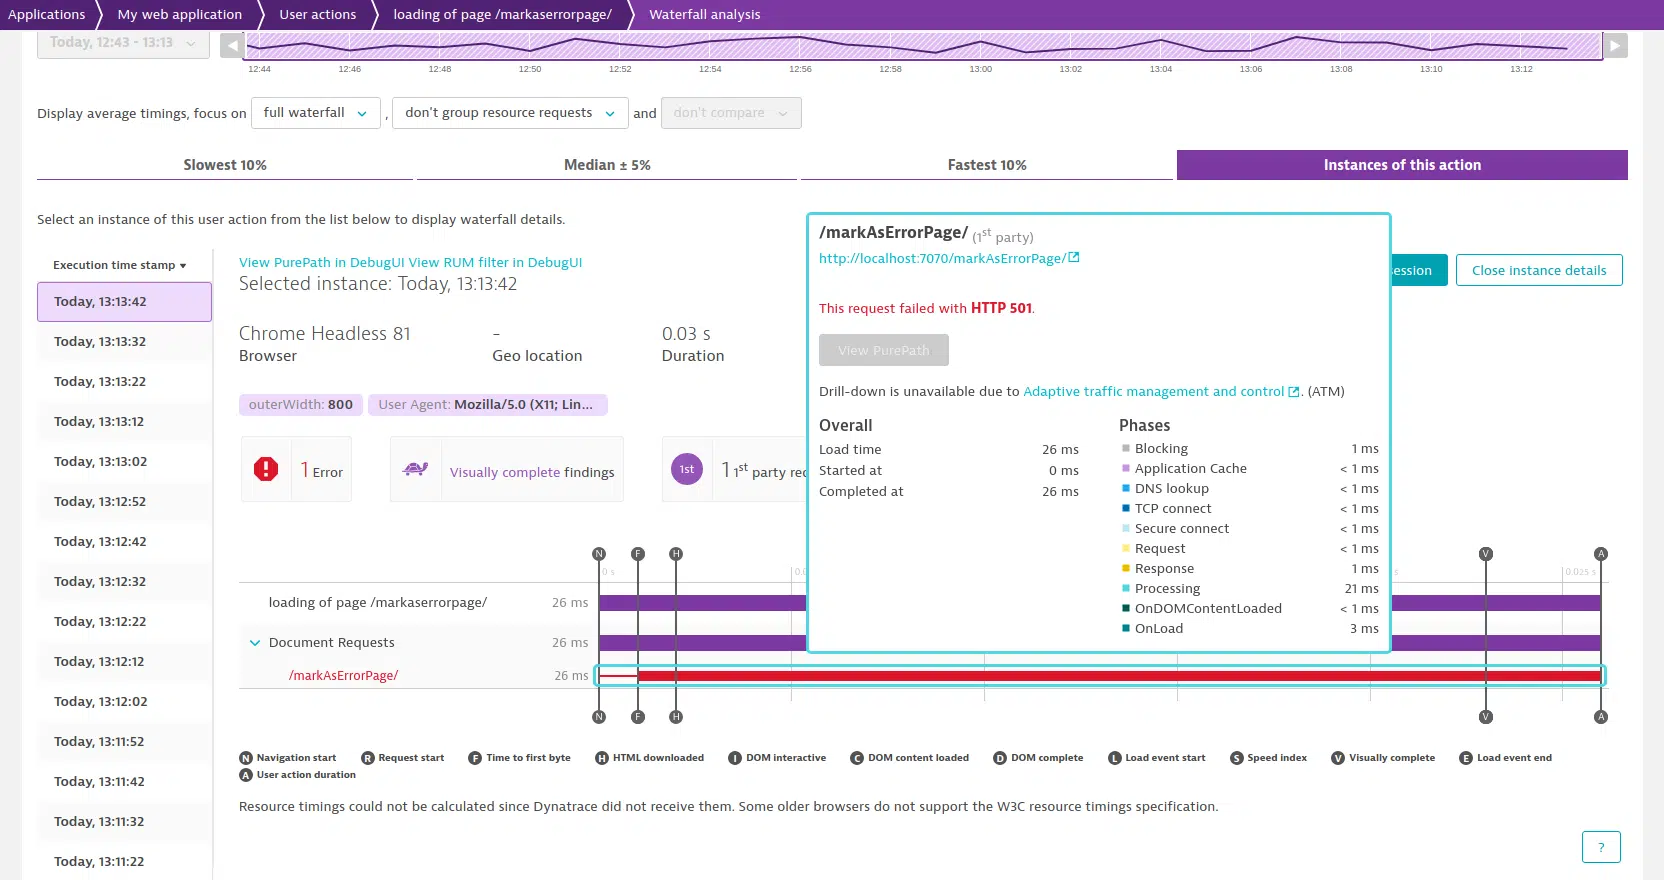 Applications My web application User actions loading of page /markaserrorpage/ Waterfall analysis
Today, 12:43 - 13:13
12:44 12:46 12:48 12:50 12:52 12:54 12:56 12:58 13:00 13:02 13:04 13:06 13:08 13:10 13:12
Display average timings, focus on full waterfall , don't group resource requests and don't compare
Slowest 10% Median ± 5% Fastest 10% Instances of this action
Select an instance of this user action from the list below to display waterfall details.
Execution time stamp
Today, 13:13:42
Today, 13:13:32
Today, 13:13:22
Today, 13:13:12
Today, 13:13:02
Today, 13:12:52
Today, 13:12:42
Today, 13:12:32
Today, 13:12:22
Today, 13:12:12
Today, 13:12:02
Today, 13:11:52
Today, 13:11:42
Today, 13:11:32
Today, 13:11:22
View PurePath in DebugUI View RUM filter in DebugUI
Selected instance: Today, 13:13:42
ession Close instance details
Chrome Headless 81 - 0.03 s
Browser Geo location Duration
outerWidth: 800 User Agent: Mozilla/5.0 (X11; Lin...
1 Error Visually complete findings 1st 1 1st party rec
/markAsErrorPage/ (1st party)
http://localhost:7070/markAsErrorPage/
This request failed with HTTP 501.
View PurePath
Drill-down is unavailable due to Adaptive traffic management and control . (ATM)
Overall
Load time 26 ms
Started at 0 ms
Completed at 26 ms
Phases
Blocking 1 ms
Application Cache < 1 ms
DNS lookup < 1 ms
TCP connect < 1 ms
Secure connect < 1 ms
Request < 1 ms
Response 1 ms
Processing 21 ms
OnDOMContentLoaded < 1 ms
OnLoad 3 ms
N F H V A
0 s 0.0 s 0.025 s
loading of page /markaserrorpage/ 26 ms
Document Requests 26 ms
/markAsErrorPage/ 26 ms
N F H V A
N Navigation start R Request start F Time to first byte H HTML downloaded I DOM interactive C DOM content loaded D DOM complete L Load event start S Speed index V Visually complete E Load event end
A User action duration
Resource timings could not be calculated since Dynatrace did not receive them. Some older browsers do not support the W3C resource timings specification.
?